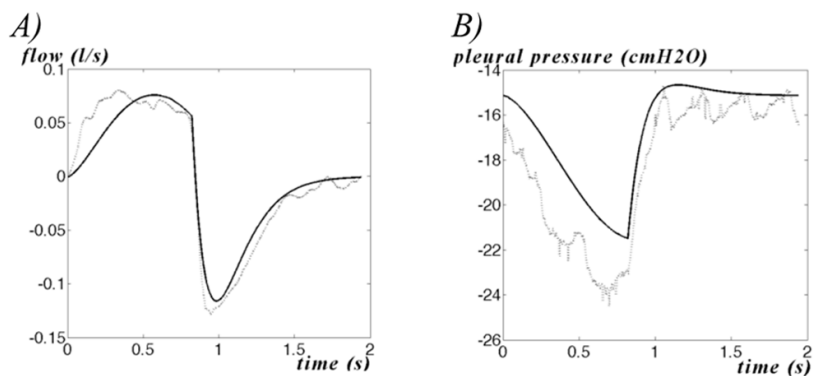 A)
flow (l/s)
0.1
0.05
0
-0.05
-0.1
-0.15
0 0.5 1 1.5 2
time (s)
B)
pleural pressure (cmH2O)
-14
-16
-18
-20
-22
-24
-26
0 0.5 1 1.5 2
time (s)